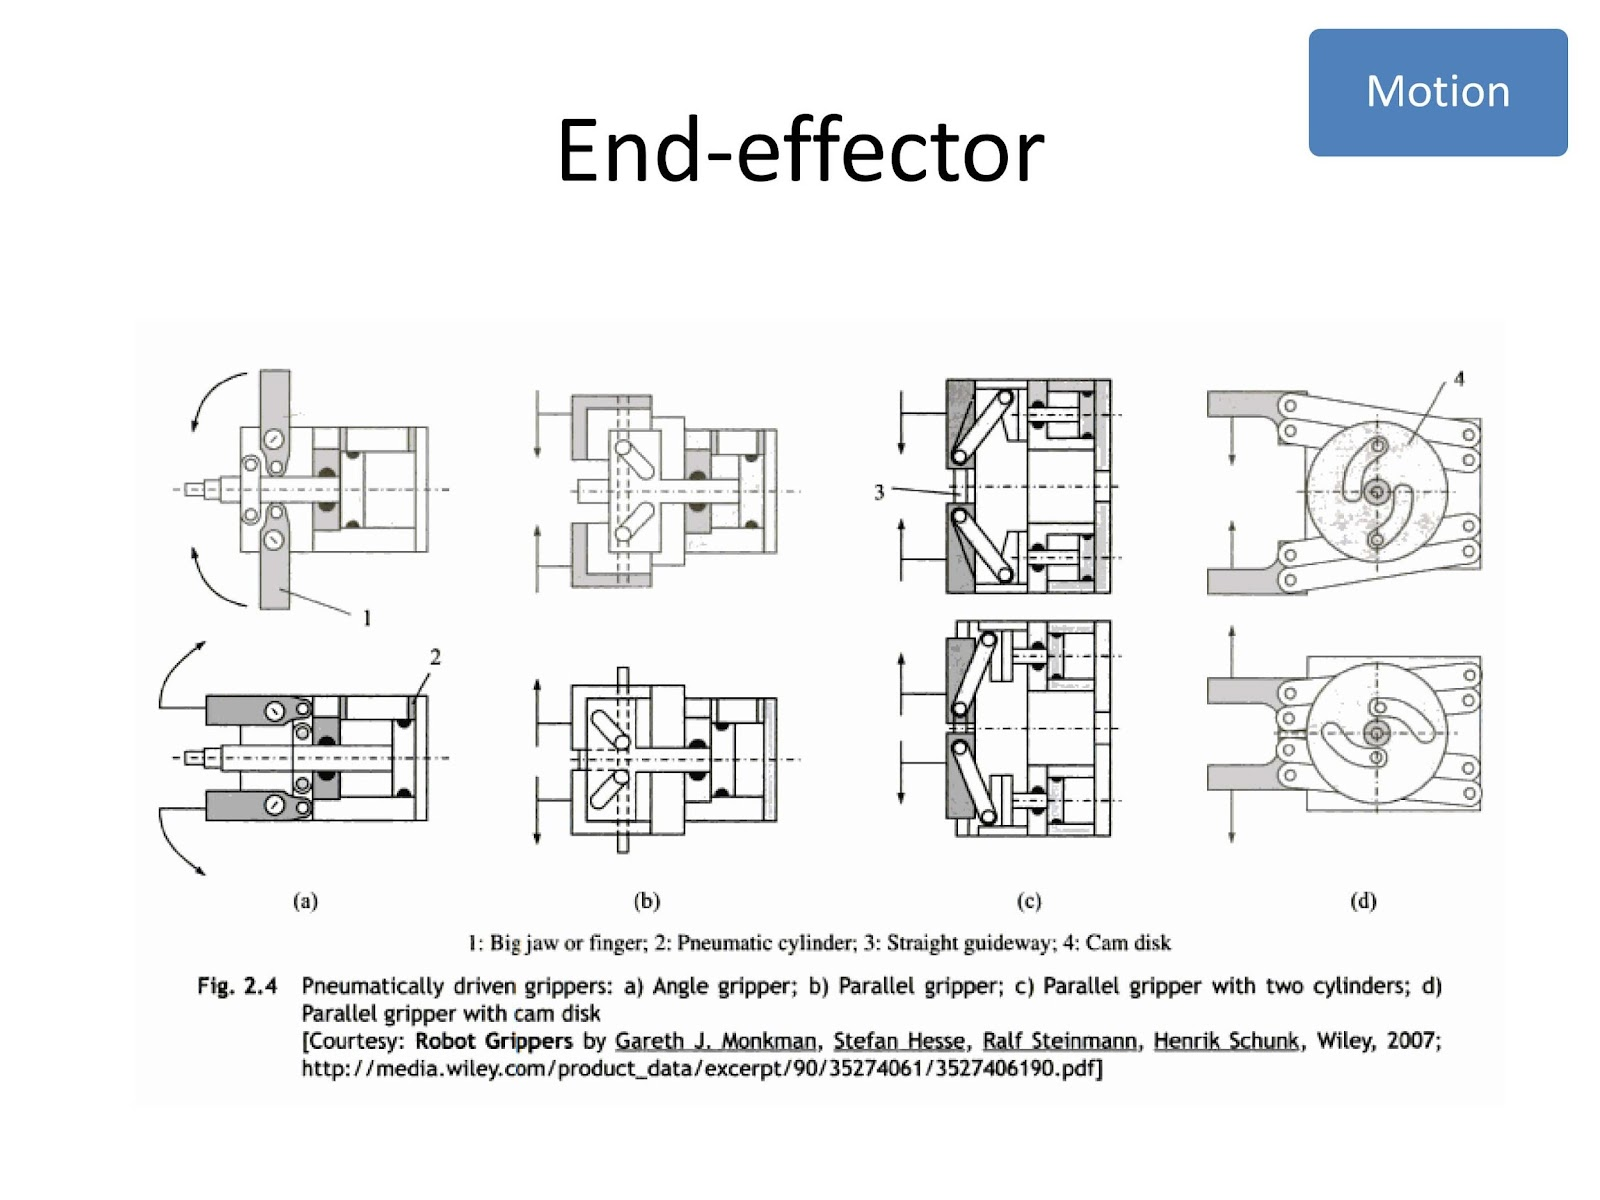 Motion
End-effector
4
3
1
2
(a)
(b)
(c)
(d)
1: Big jaw or finger; 2: Pneumatic cylinder; 3: Straight guideway; 4: Cam disk
Fig. 2.4 Pneumatically driven grippers: a) Angle gripper; b) Parallel gripper; c) Parallel gripper with two cylinders; d)
Parallel gripper with cam disk
[Courtesy: Robot Grippers by Gareth J. Monkman, Stefan Hesse, Ralf Steinmann, Henrik Schunk, Wiley, 2007;
http://media.wiley.com/product_data/excerpt/90/35274061/3527406190.pdf]